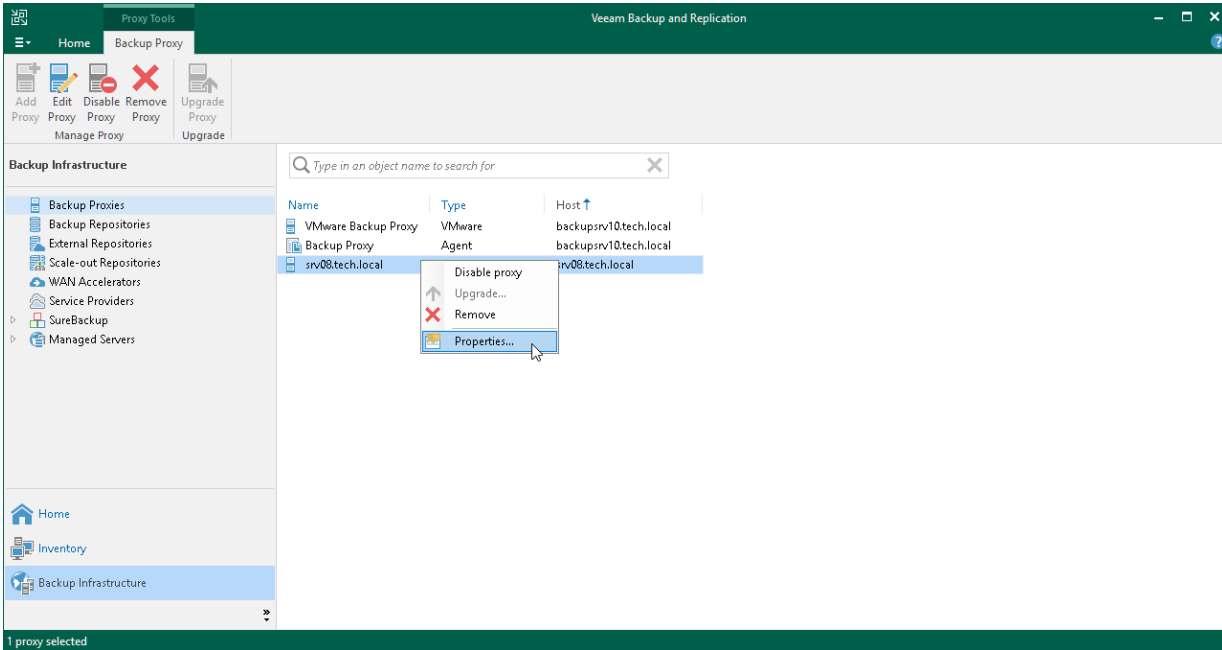 Proxy Tools
Veeam Backup and Replication
Home
Backup Proxy
Add Proxy
Edit Proxy
Disable Proxy
Remove Proxy
Upgrade Proxy
Manage Proxy
Upgrade
Backup Infrastructure
Type in an object name to search for
Backup Proxies
Backup Repositories
External Repositories
Scale-out Repositories
WAN Accelerators
Service Providers
SureBackup
Managed Servers
Name Type Host
VMware Backup Proxy VMware backupsrv10.tech.local
Backup Proxy Agent backupsrv10.tech.local
srv08.tech.local srv08.tech.local
Disable proxy
Upgrade...
Remove
Properties...
Home
Inventory
Backup Infrastructure
1 proxy selected